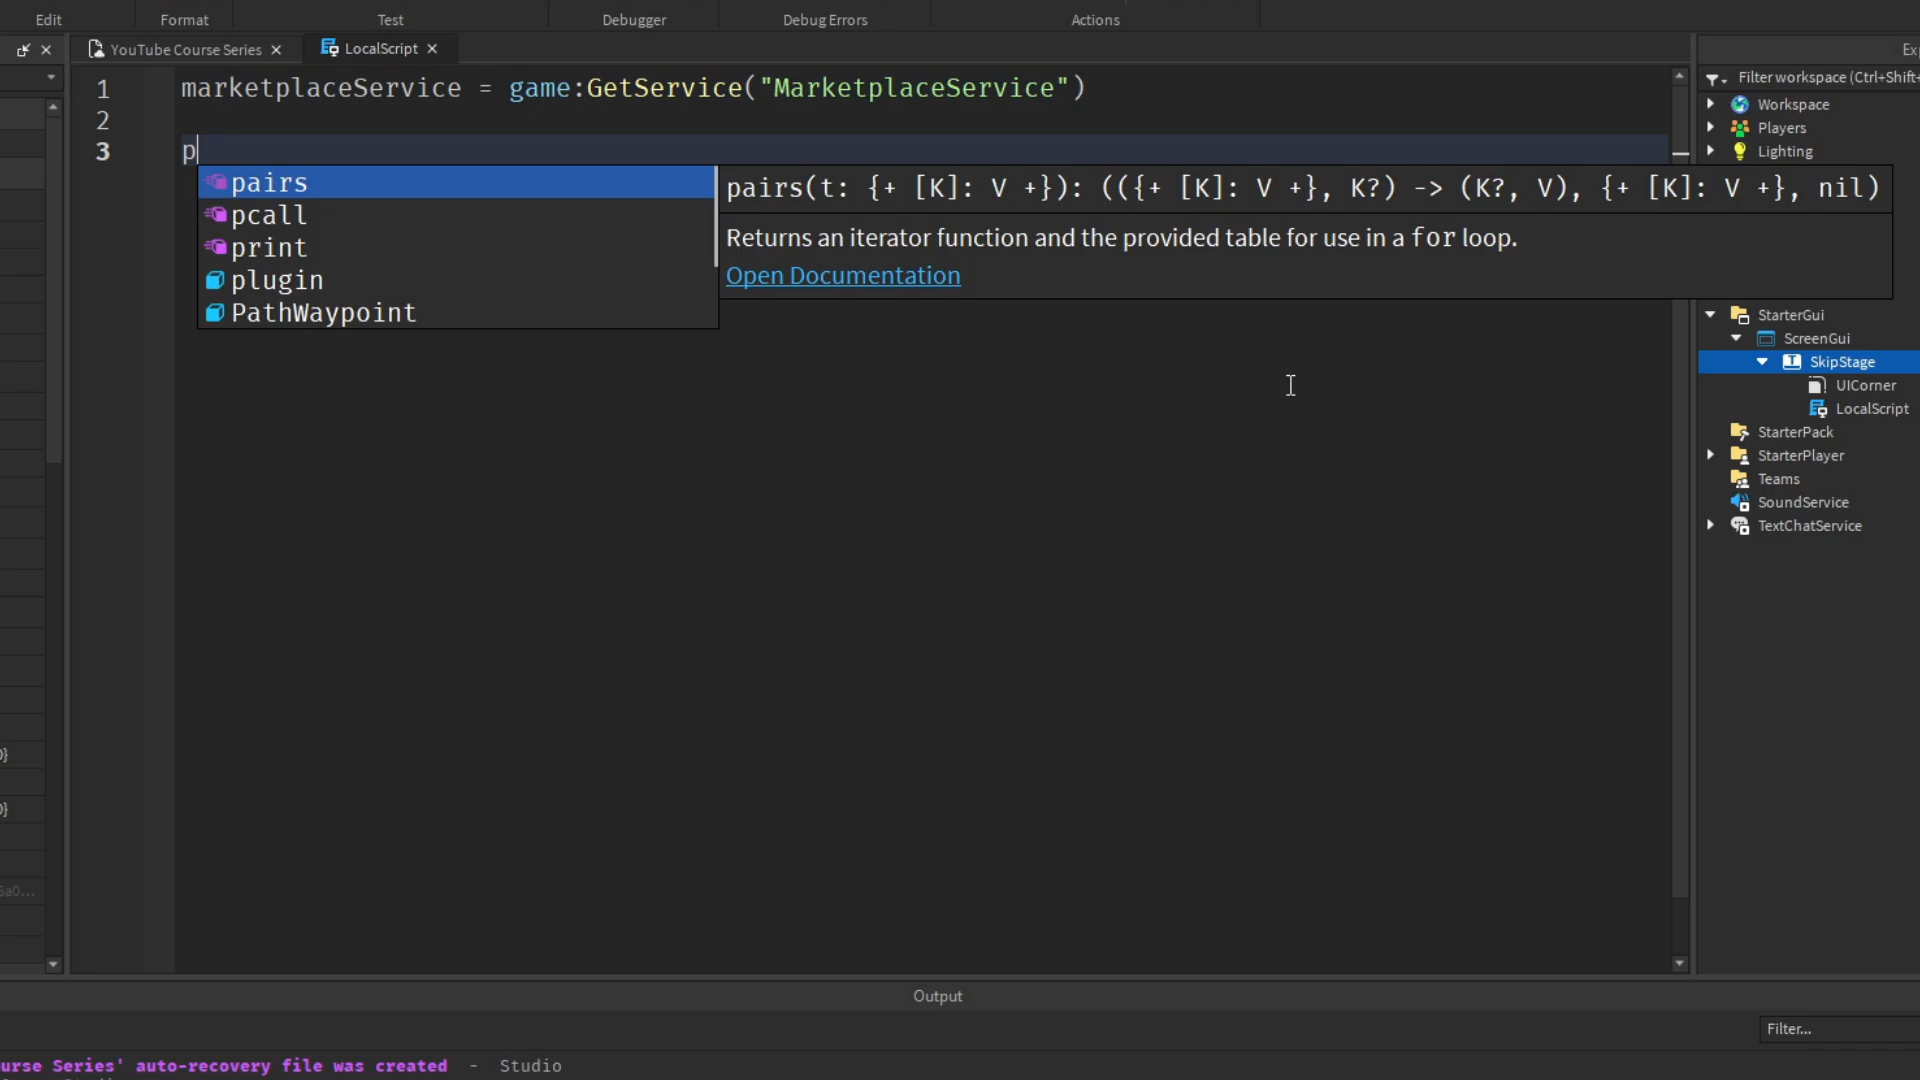 Edit Format Test Debugger Debug Errors Actions
YouTube Course Series LocalScript
1 marketplaceService = game:GetService("MarketplaceService")
2
3 p
pairs
pcall
print
plugin
PathWaypoint
pairs(t: {+ [K]: V +}): (({+ [K]: V +}, K?) -> (K?, V), {+ [K]: V +}, nil)
Returns an iterator function and the provided table for use in a for loop.
Open Documentation
Filter workspace (Ctrl+Shift+
Workspace
Players
Lighting
StarterGui
ScreenGui
SkipStage
UICorner
LocalScript
StarterPack
StarterPlayer
Teams
SoundService
TextChatService
Output
Filter...
urse Series' auto-recovery file was created - Studio